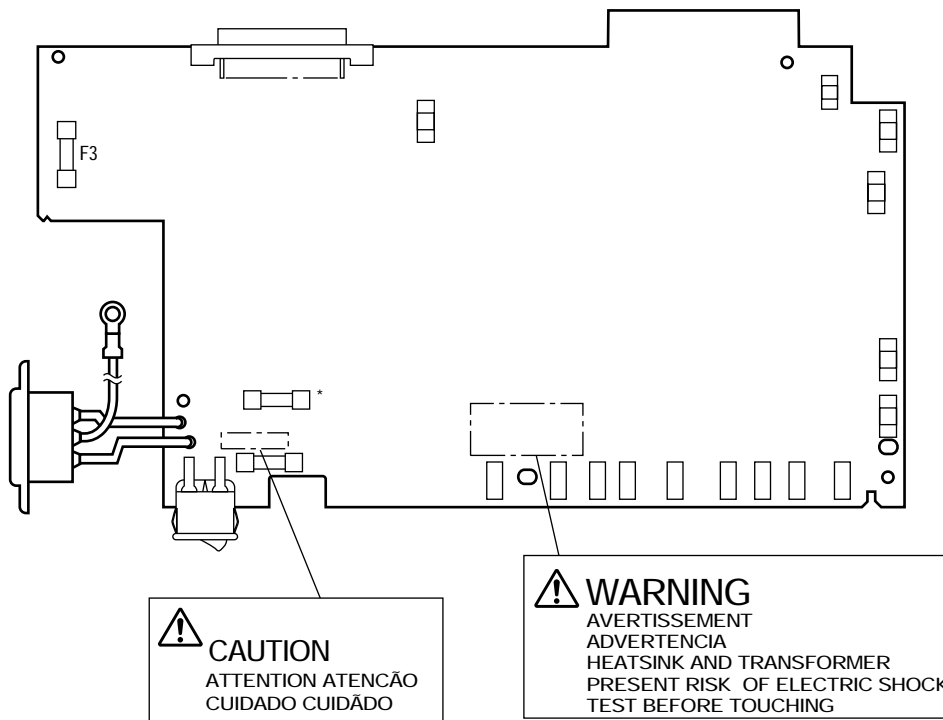 F3
*
CAUTION
ATTENTION ATENCÃO
CUIDADO CUIDÃDO
WARNING
AVERTISSEMENT
ADVERTENCIA
HEATSINK AND TRANSFORMER
PRESENT RISK OF ELECTRIC SHOCK
TEST BEFORE TOUCHING